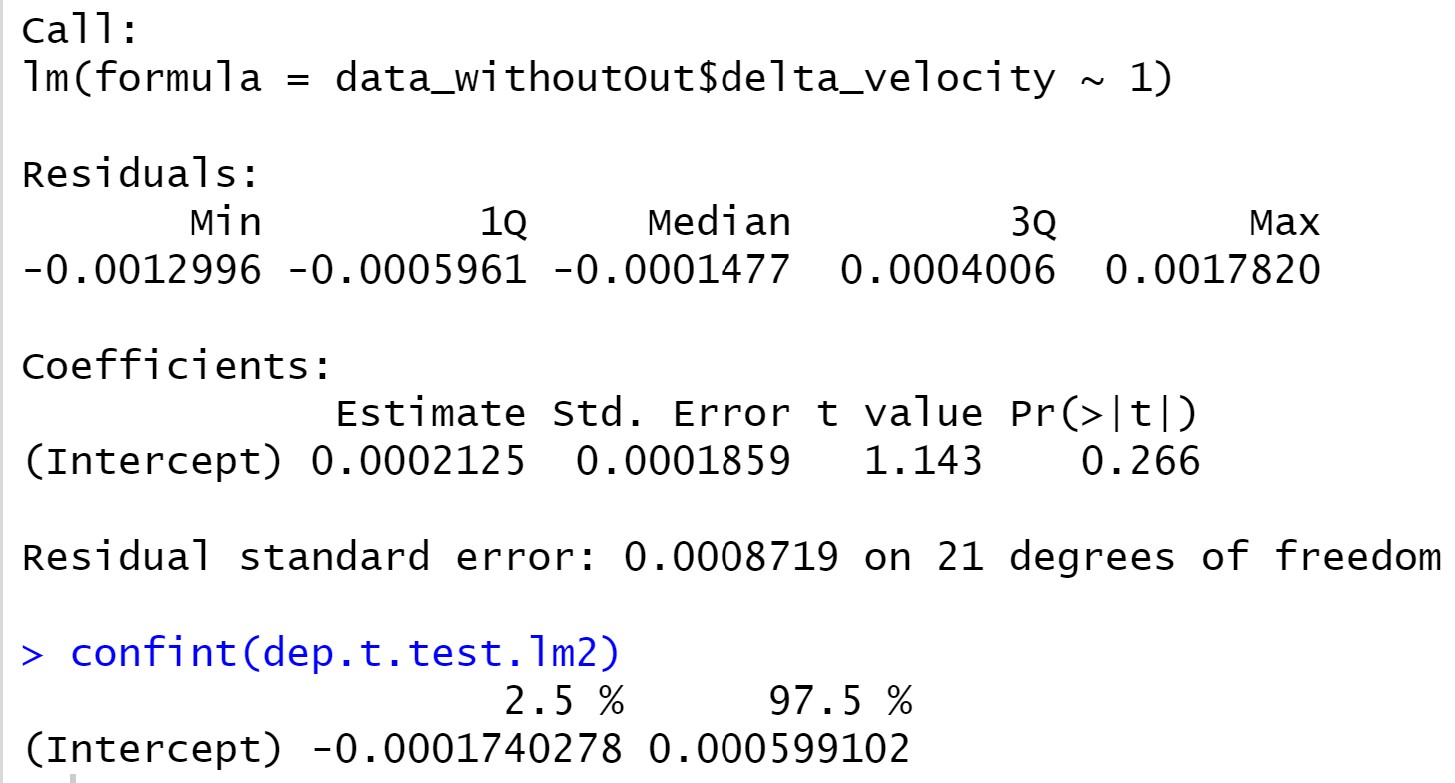 Call:
lm(formula = data_withoutOut$delta_velocity ~ 1)
Residuals:
Min 1Q Median 3Q Max
-0.0012996 -0.0005961 -0.0001477 0.0004006 0.0017820
Coefficients:
Estimate Std. Error t value Pr(>|t|)
(Intercept) 0.0002125 0.0001859 1.143 0.266
Residual standard error: 0.0008719 on 21 degrees of freedom
> confint(dep.t.test.lm2)
2.5 % 97.5 %
(Intercept) -0.0001740278 0.000599102